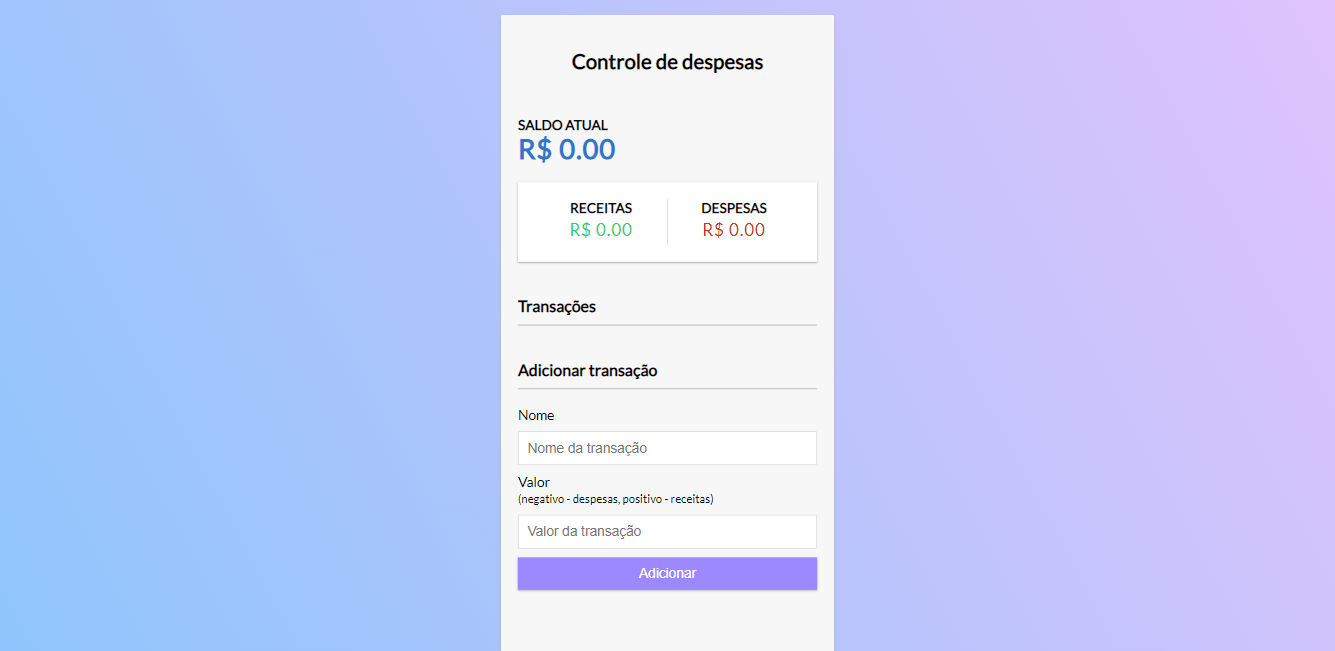 Controle de despesas
SALDO ATUAL
R$ 0.00
RECEITAS
R$ 0.00
DESPESAS
R$ 0.00
Transações
Adicionar transação
Nome
Nome da transação
Valor
(negativo - despesas, positivo - receitas)
Valor da transação
Adicionar